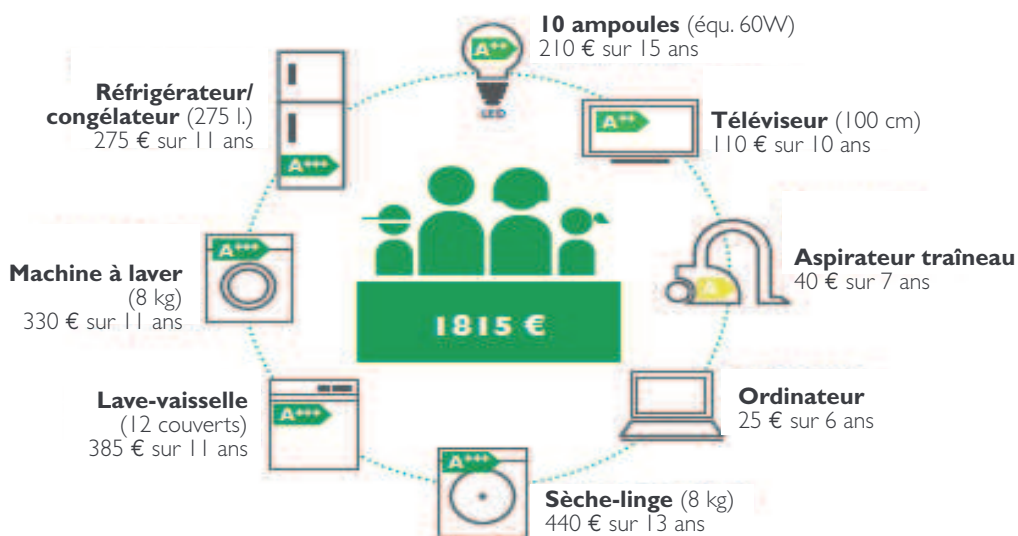 10 ampoules (équ. 60W)
210 € sur 15 ans
A++
LED
Réfrigérateur/
congélateur (275 l.)
275 € sur 11 ans
A+++
A++
Téléviseur (100 cm)
110 € sur 10 ans
A+++
Machine à laver
(8 kg)
330 € sur 11 ans
A
Aspirateur traîneau
40 € sur 7 ans
1815 €
Lave-vaisselle
(12 couverts)
385 € sur 11 ans
A+++
Ordinateur
25 € sur 6 ans
A+++
Sèche-linge (8 kg)
440 € sur 13 ans